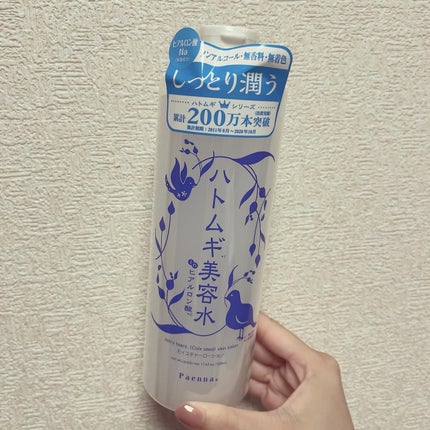 ヒアルロン酸
Na
ノンアルコール・無香料・無着色
しっとり潤う
ハトムギ シリーズ
累計200万本突破
ハトムギ美容水
ヒアルロン酸
モイスチャーローション
Paenna